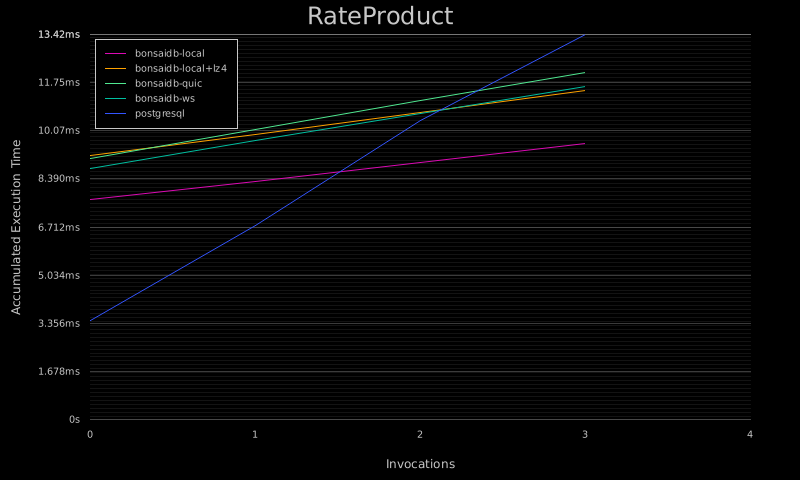 RateProduct
13.42ms
11.75ms
10.07ms
8.390ms
6.712ms
5.034ms
3.356ms
1.678ms
0s
Accumulated Execution Time
bonsaidb-local
bonsaidb-local+lz4
bonsaidb-quic
bonsaidb-ws
postgresql
0 1 2 3 4
Invocations